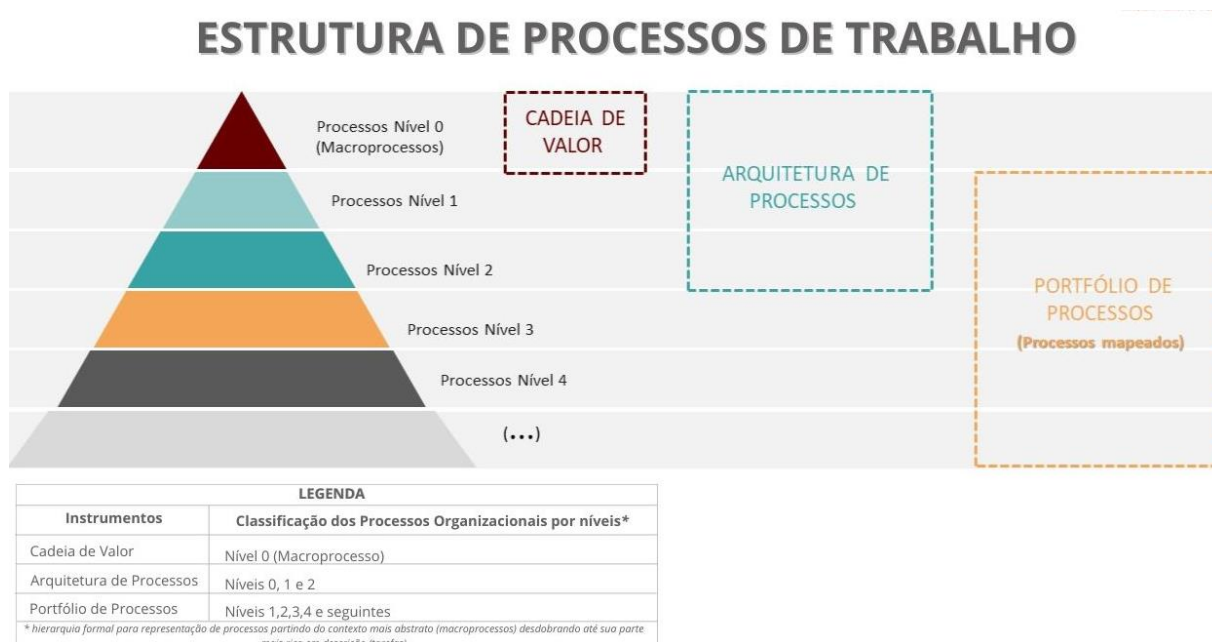 ESTRUTURA DE PROCESSOS DE TRABALHO
Processos Nível 0
(Macroprocessos)
CADEIA DE
VALOR
ARQUITETURA DE
PROCESSOS
Processos Nível 1
Processos Nível 2
PORTFÓLIO DE
PROCESSOS
(Processos mapeados)
Processos Nível 3
Processos Nível 4
(...)
LEGENDA
Instrumentos
Classificação dos Processos Organizacionais por níveis*
Cadeia de Valor
Nível 0 (Macroprocesso)
Arquitetura de Processos
Níveis 0, 1 e 2
Portfólio de Processos
Níveis 1,2,3,4 e seguintes
* hierarquia formal para representação de processos partindo do contexto mais abstrato (macroprocessos) desdobrando até sua parte